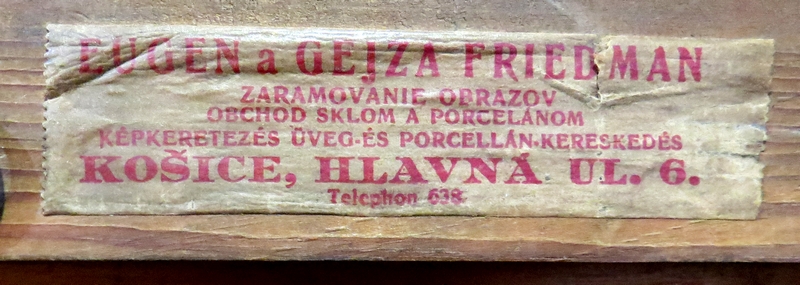 EUGEN a GEJZA FRIEDMAN
ZARAMOVANIE OBRAZOV
OBCHOD SKLOM A PORCELÁNOM
KÉPKERETEZÉS ÜVEG-ÉS PORCELLÁN-KERESKEDÉS
KOŠICE, HLAVNÁ UL. 6.
Telephon 638.